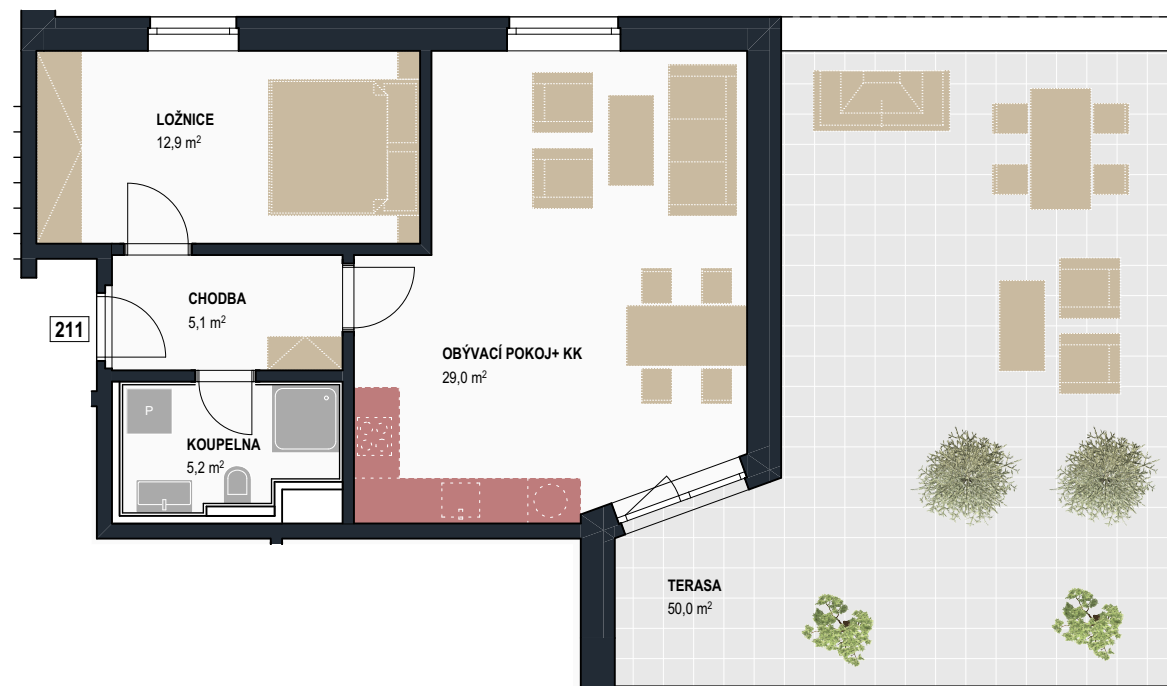 LOŽNICE
12,9 m²
CHODBA
5,1 m²
211
OBÝVACÍ POKOJ+ KK
29,0 m²
P
KOUPELNA
5,2 m²
TERASA
50,0 m²